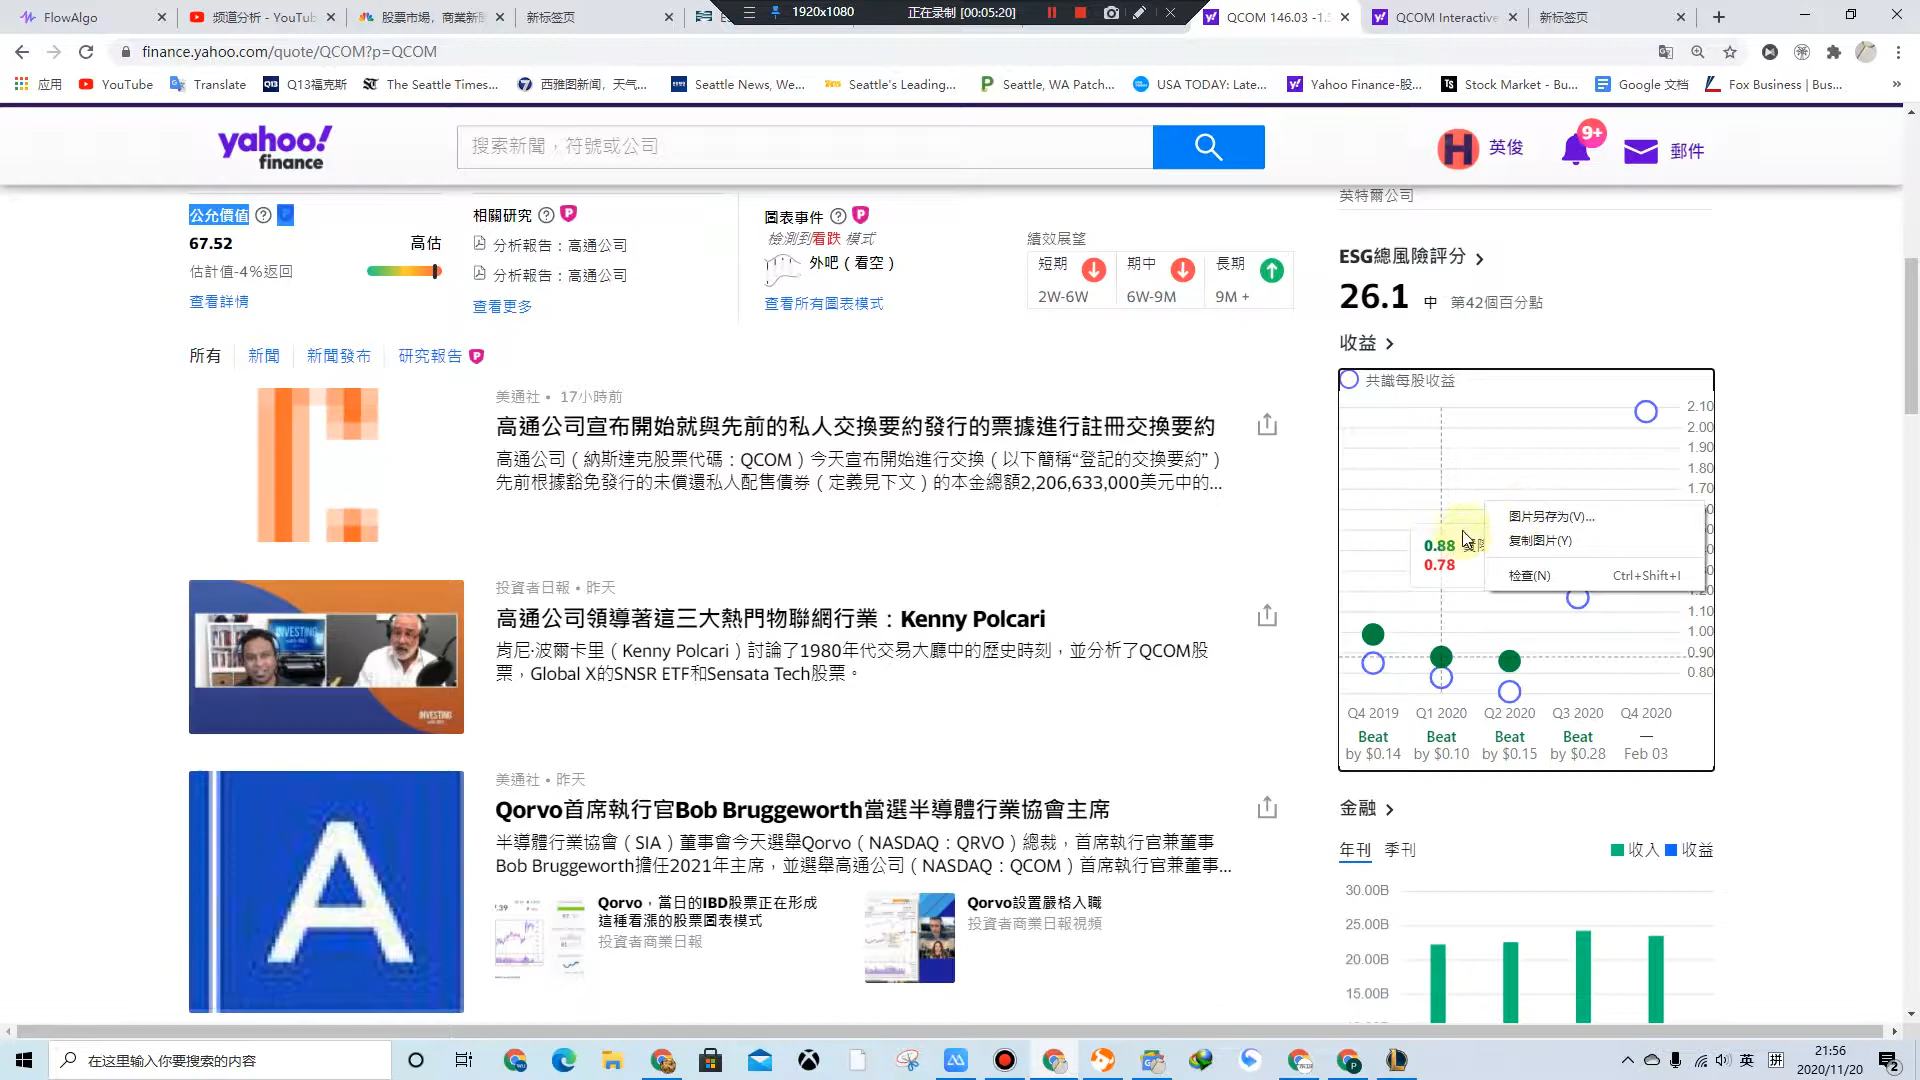 FlowAlgo
频道分析 - YouTub
股票市場，商業新聞
新标签页
1920x1080
正在录制 [00:05:20]
QCOM 146.03 -1.5
QCOM Interactive
新标签页
finance.yahoo.com/quote/QCOM?p=QCOM
应用
YouTube
Translate
Q13福克斯
The Seattle Times...
西雅图新闻，天气...
Seattle News, We...
Seattle's Leading...
Seattle, WA Patch...
USA TODAY: Late...
Yahoo Finance-股...
Stock Market - Bu...
Google 文档
Fox Business | Bus...
yahoo!
finance
搜索新聞，符號或公司
英俊
9+
郵件
公允價值
67.52
高估
估計值-4％返回
查看詳情
相關研究
分析報告：高通公司
分析報告：高通公司
查看更多
圖表事件
檢測到看跌 模式
外吧（看空）
查看所有圖表模式
績效展望
短期
2W-6W
期中
6W-9M
長期
9M +
英特爾公司
ESG總風險評分
26.1 中 第42個百分點
收益
所有
新聞
新聞發布
研究報告
美通社 • 17小時前
高通公司宣布開始就與先前的私人交換要約發行的票據進行註冊交換要約
高通公司（納斯達克股票代碼：QCOM）今天宣布開始進行交換（以下簡稱“登記的交換要約”）
先前根據豁免發行的未償還私人配售債券（定義見下文）的本金總額2,206,633,000美元中的...
投資者日報 • 昨天
高通公司領導著這三大熱門物聯網行業：Kenny Polcari
肯尼·波爾卡里（Kenny Polcari）討論了1980年代交易大廳中的歷史時刻，並分析了QCOM股
票，Global X的SNSR ETF和Sensata Tech股票。
INVESTING
INVESTING
美通社 • 昨天
Qorvo首席執行官Bob Bruggeworth當選半導體行業協會主席
半導體行業協會（SIA）董事會今天選舉Qorvo（NASDAQ：QRVO）總裁，首席執行官兼董事
Bob Bruggeworth擔任2021年主席，並選舉高通公司（NASDAQ：QCOM）首席執行官兼董事...
A
Qorvo，當日的IBD股票正在形成
這種看漲的股票圖表模式
投資者商業日報
Qorvo設置嚴格入職
投資者商業日報視頻
共識每股收益
2.10
2.00
1.90
1.80
1.70
1.10
1.00
0.90
0.80
0.88
0.78
图片另存为(V)...
复制图片(Y)
检查(N)
Ctrl+Shift+I
Q4 2019
Q1 2020
Q2 2020
Q3 2020
Q4 2020
Beat
Beat
Beat
Beat
—
by $0.14
by $0.10
by $0.15
by $0.28
Feb 03
金融
年刊
季刊
收入
收益
30.00B
25.00B
20.00B
15.00B
在这里输入你要搜索的内容
英
拼
21:56
2020/11/20
2